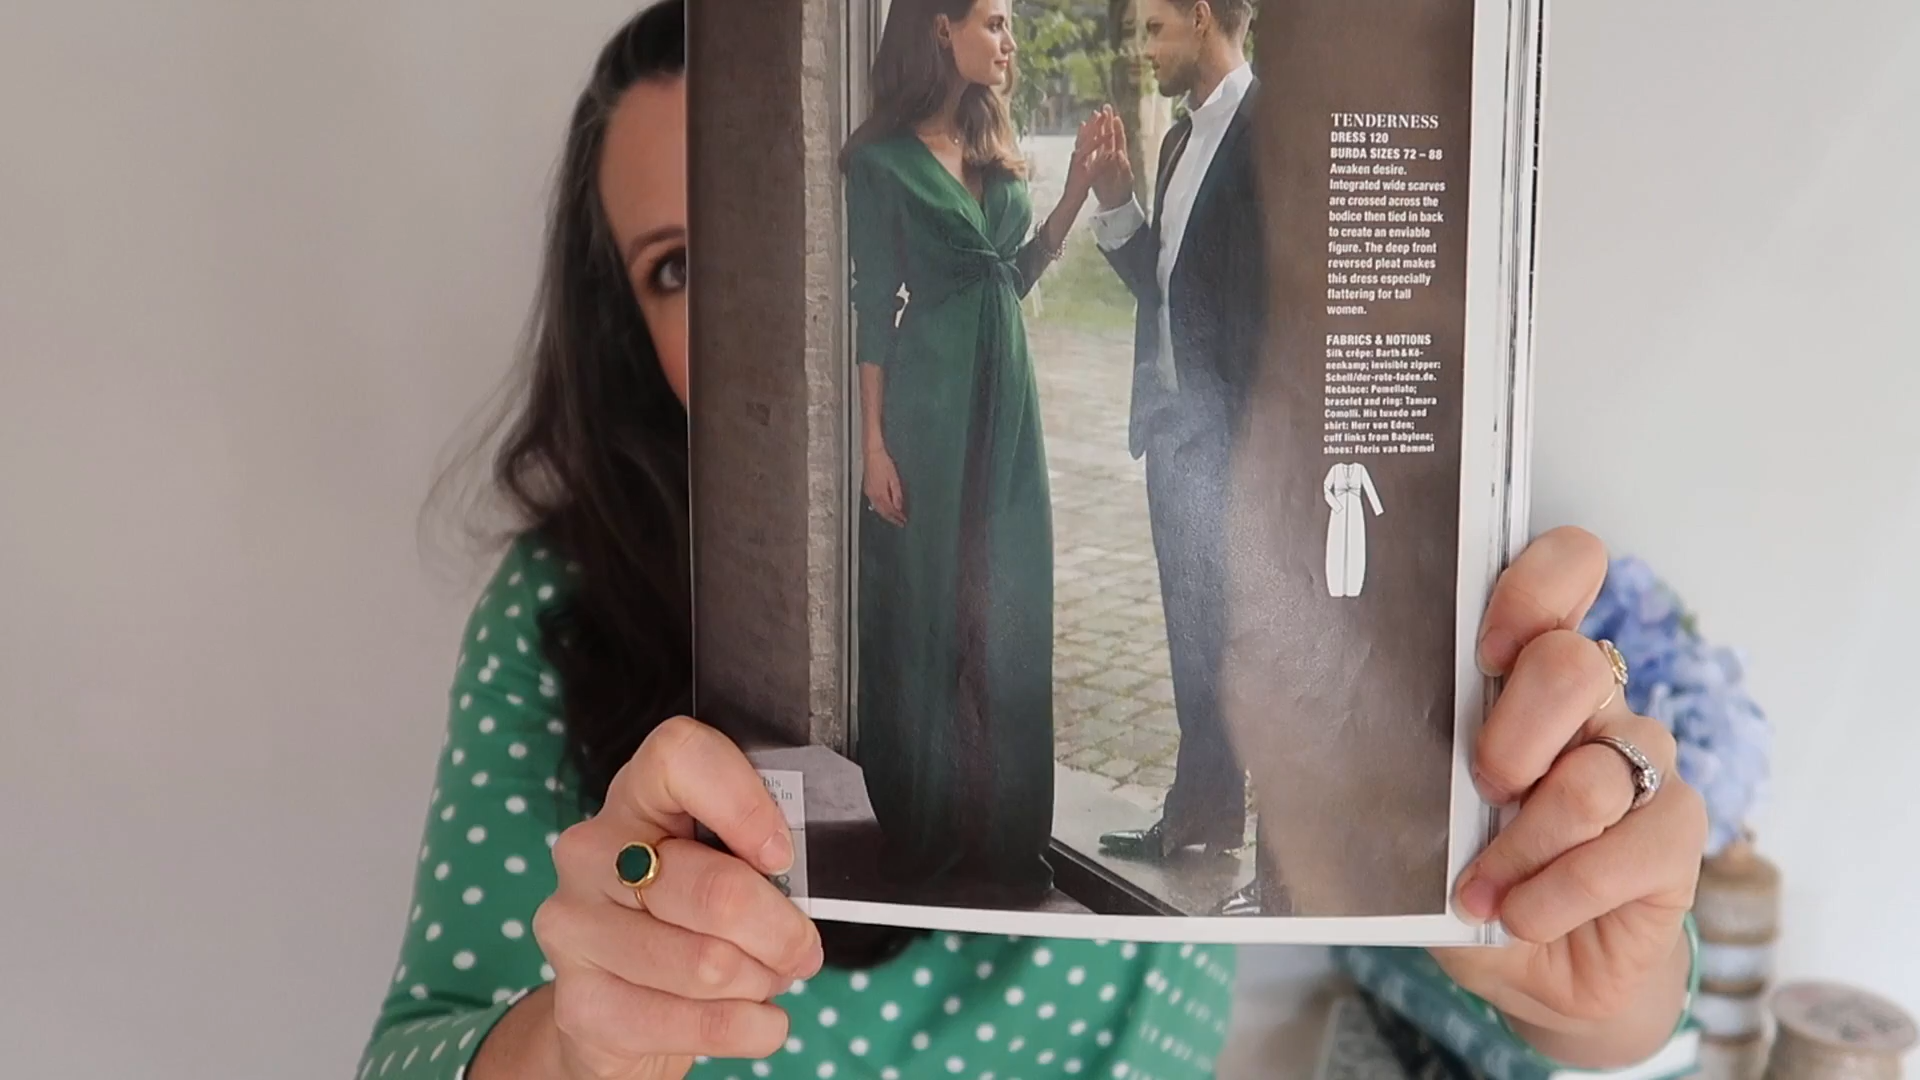 TENDERNESS
DRESS 120
BURDA SIZES 72 – 88
Awaken desire.
Integrated wide scarves
are crossed across the
bodice then tied in back
to create an enviable
figure. The deep front
reversed pleat makes
this dress especially
flattering for tall
women.
FABRICS & NOTIONS
Silk crêpe: Barth & Kö-
nenkamp; invisible zipper:
Schell/der-rote-faden.de.
Necklace: Pomellato;
bracelet and ring: Tamara
Comolli. His tuxedo and
shirt: Herr von Eden;
cuff links from Babylone;
shoes: Floris van Bommel
his
s in